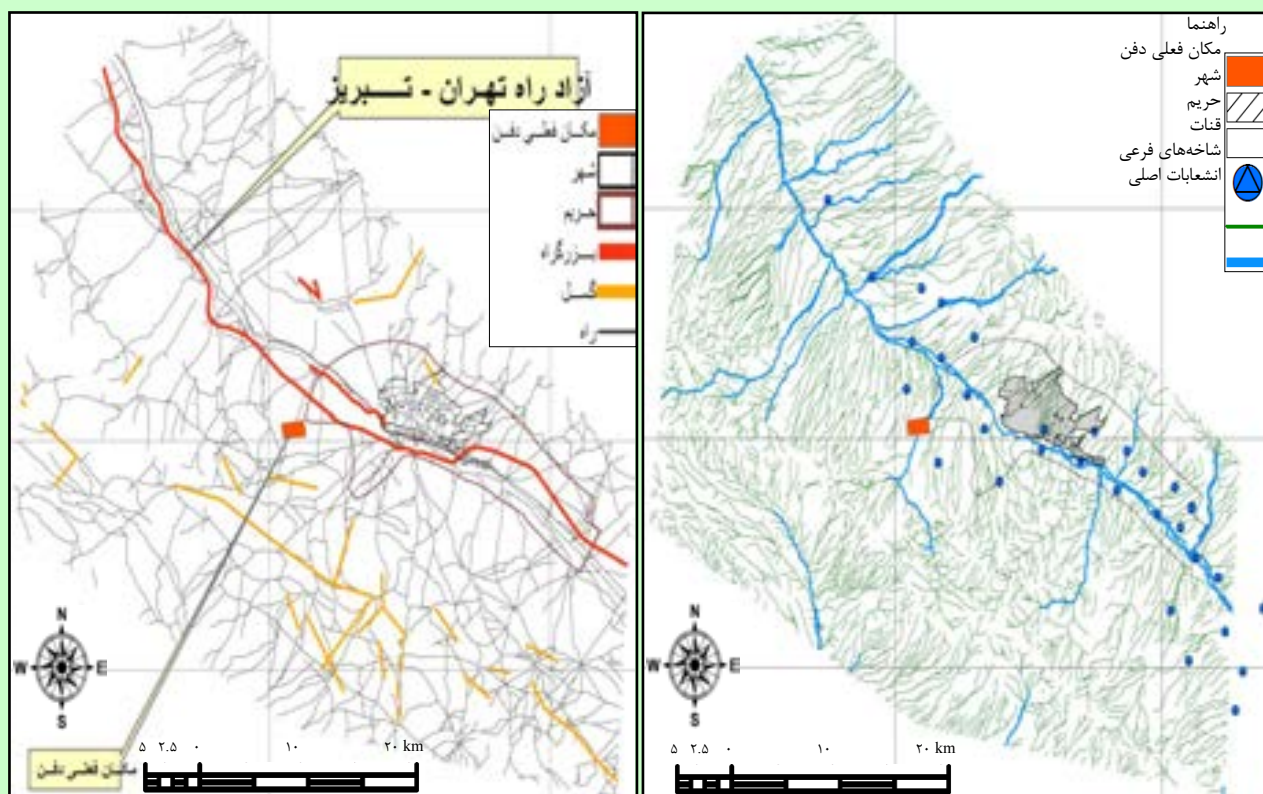 آزاد راه تهران - تـــبریز
مکان فعلی دفن
شهر
حریم
بـزرگراه
گسل
راه
N
W
E
S
مکان فعلی دفن
۵ ۲.۵ ۰ ۱۰ ۲۰ km
راهنما
مکان فعلی دفن
شهر
حریم
قنات
شاخه‌های فرعی
انشعابات اصلی
N
W
E
S
۵ ۲.۵ ۰ ۱۰ ۲۰ km